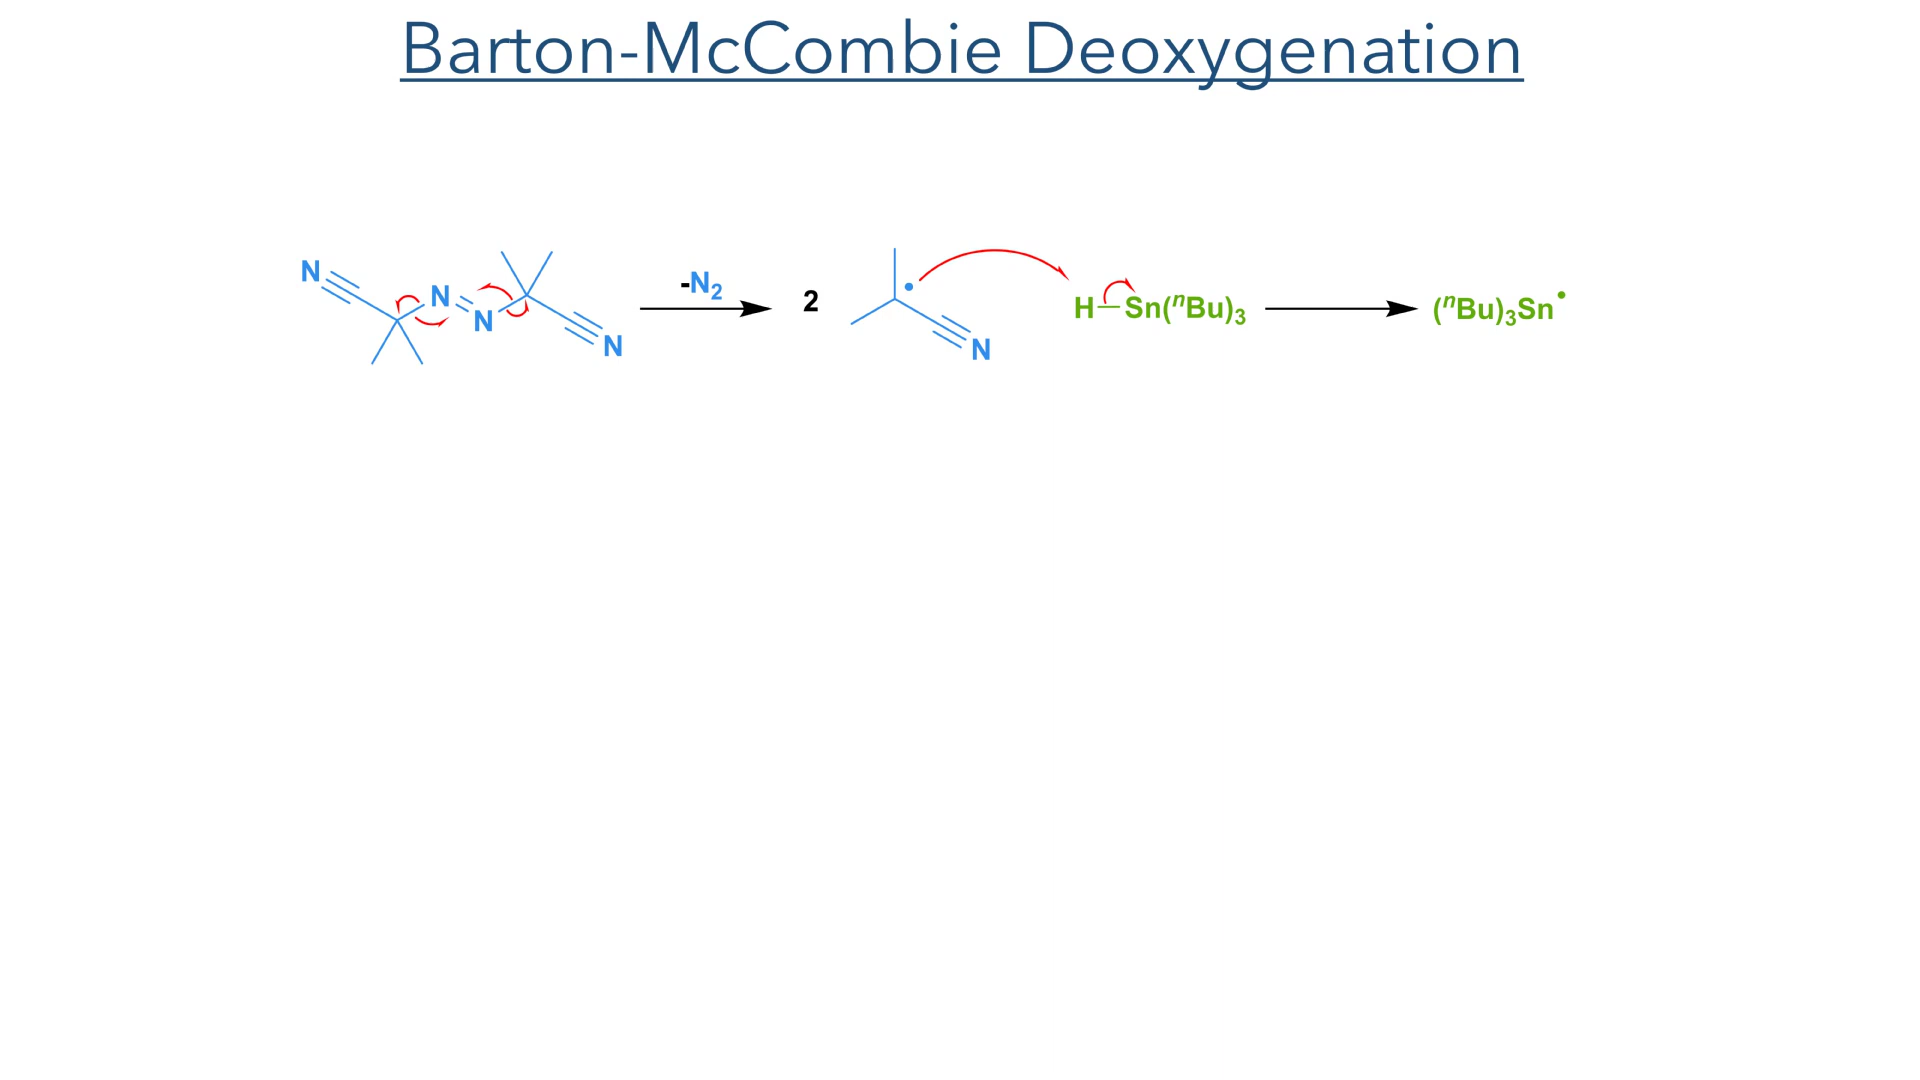 Barton-McCombie Deoxygenation
N N N N -N₂ 2 N H Sn(ⁿBu)₃ (ⁿBu)₃Sn•